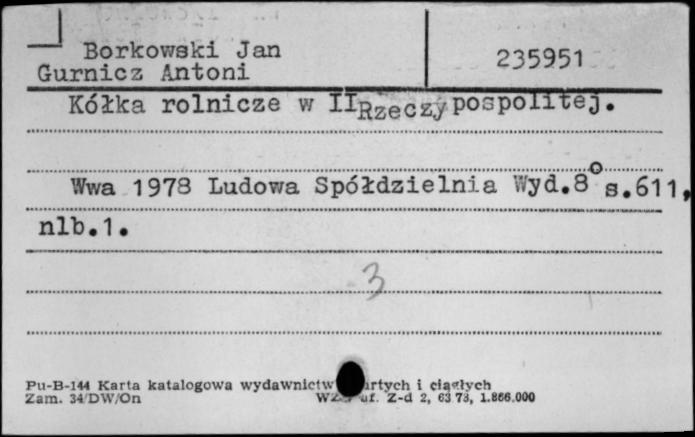 Borkowski Jan
235951
Gurnicz Antoni
Kółka rolnicze w II Rzeczypospolitej.
Wwa 1978 Ludowa Spółdzielnia Wyd.8° s.611,
nlb.1.
3
Pu-B-144 Karta katalogowa wydawnictw i ciągłych
Zam. 34/DW/On Z-d 2, 63 73, 1.866.000